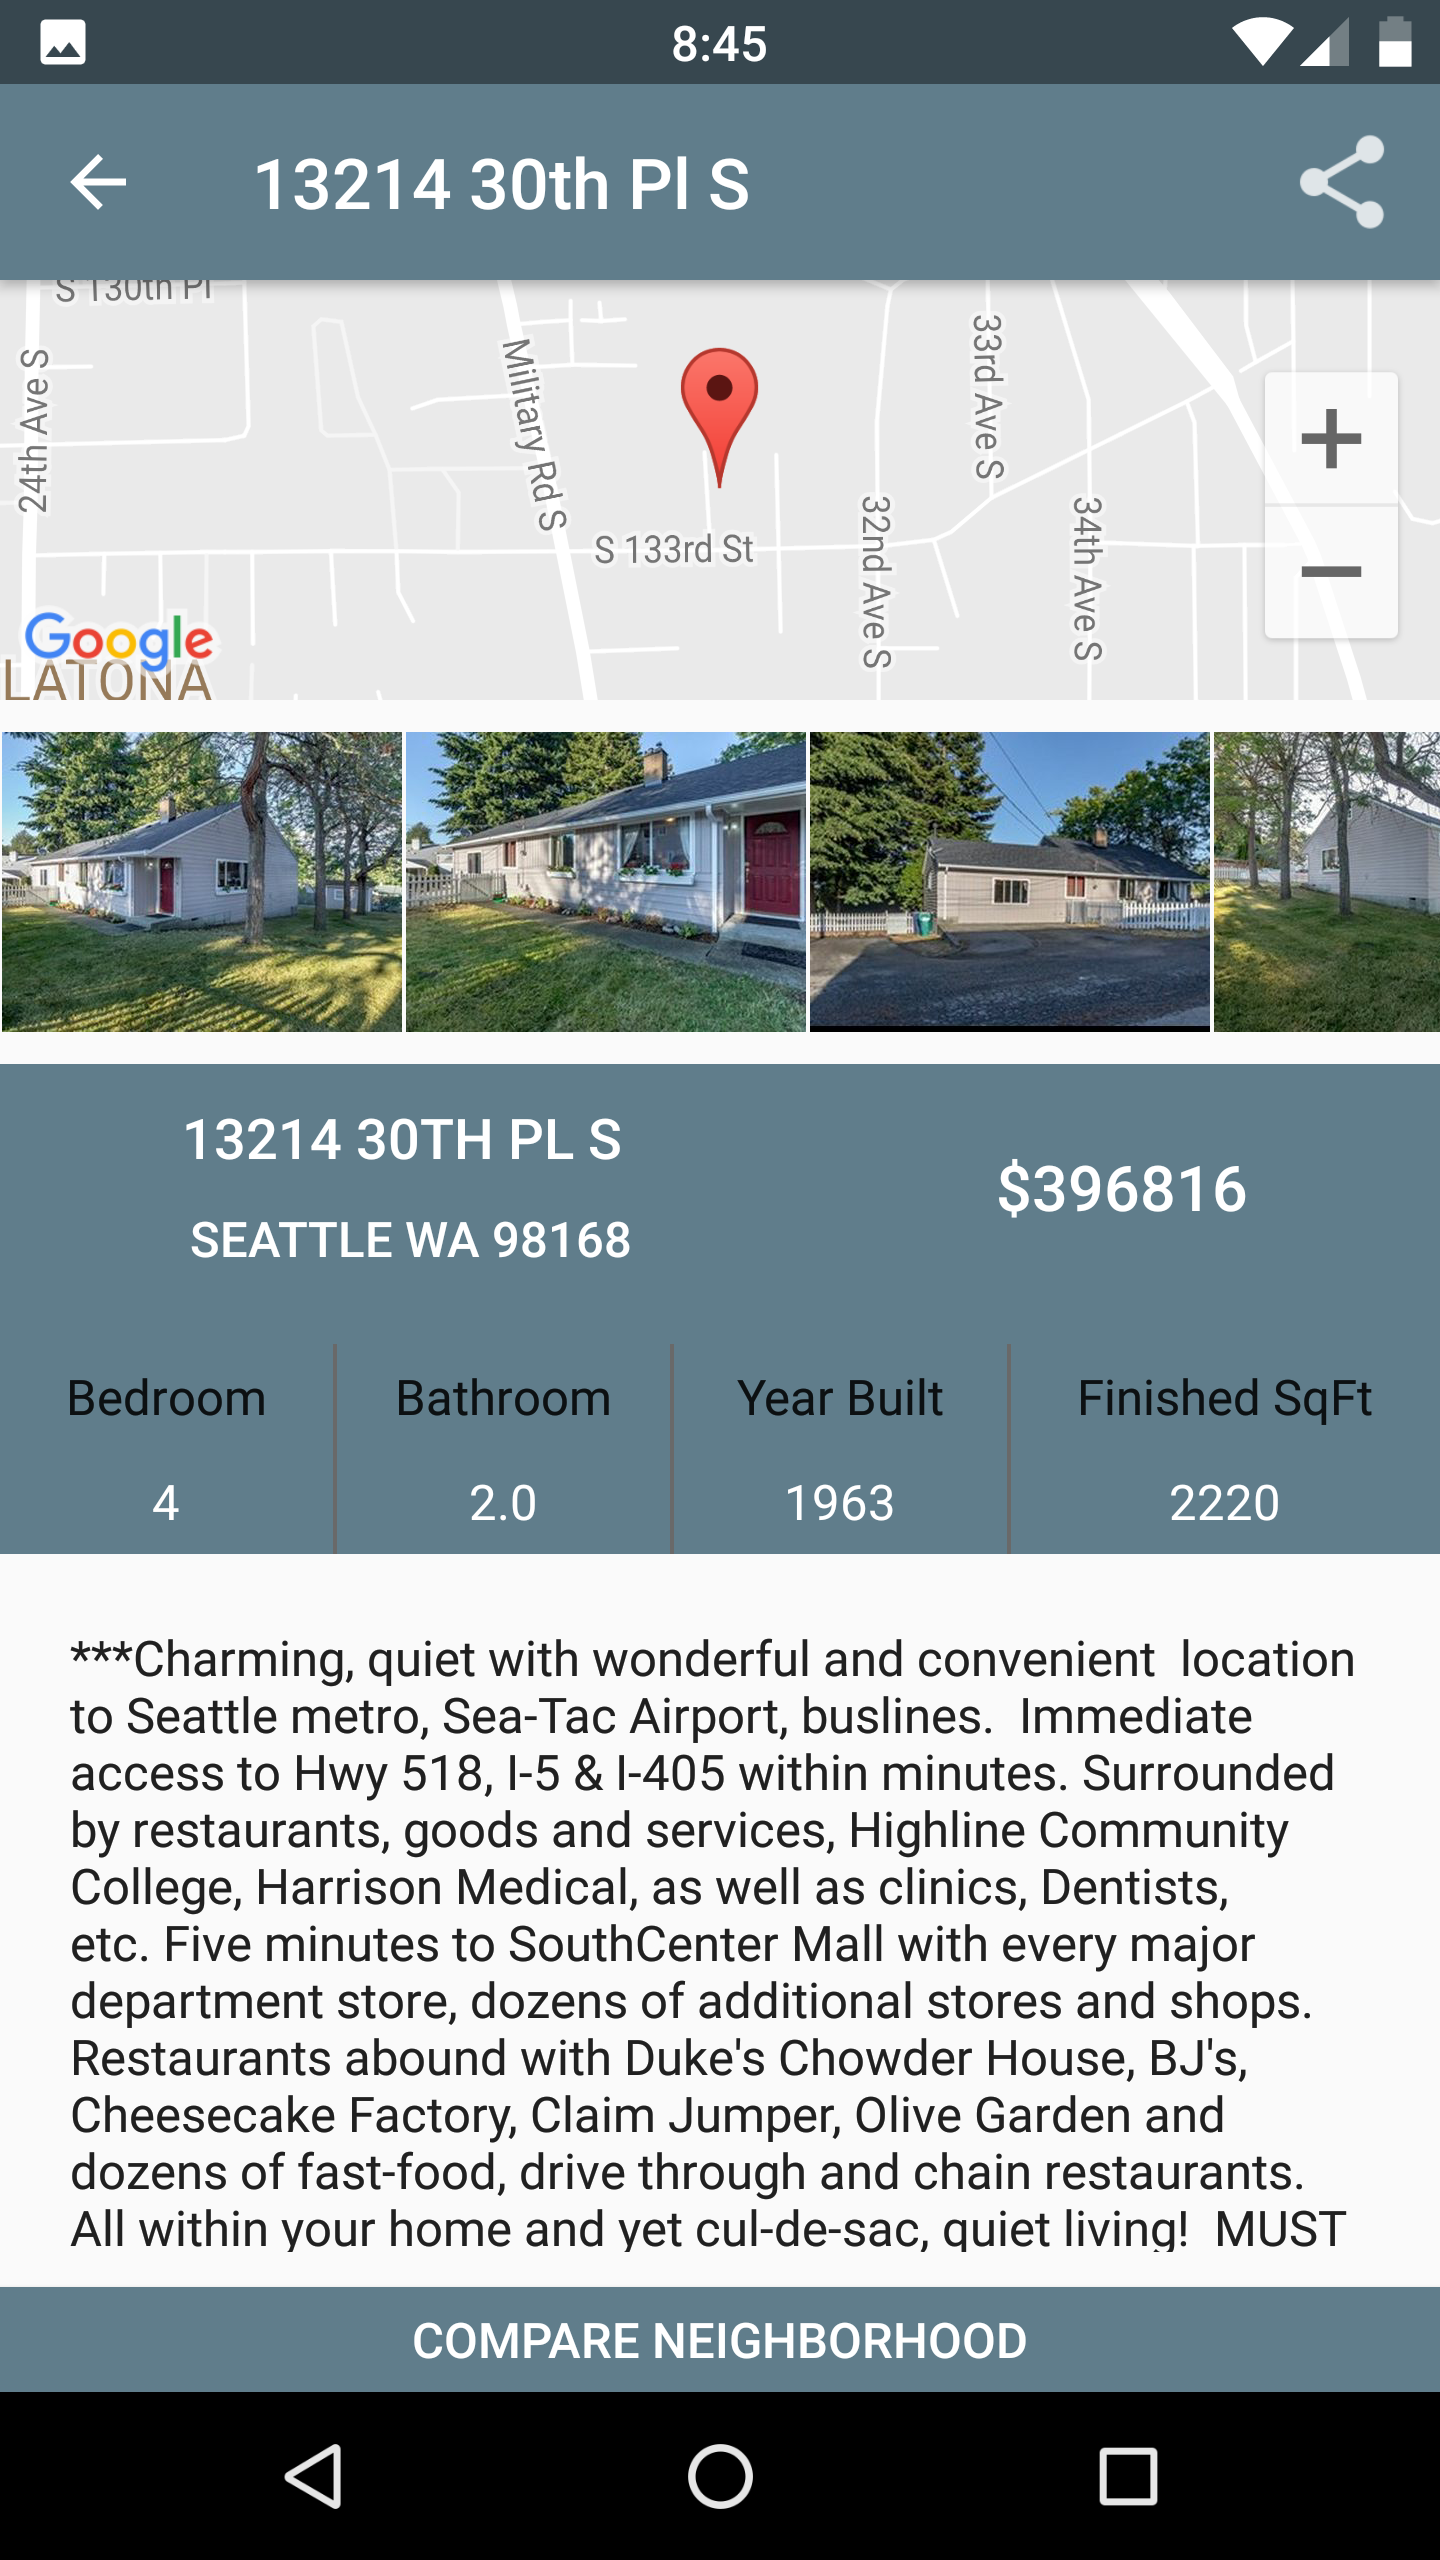 8:45
13214 30th Pl S
S 130th Pl
24th Ave S
Military Rd S
33rd Ave S
S 133rd St
32nd Ave S
34th Ave S
Google
LATONA
13214 30TH PL S
$396816
SEATTLE WA 98168
Bedroom Bathroom Year Built Finished SqFt
4 2.0 1963 2220
***Charming, quiet with wonderful and convenient  location
to Seattle metro, Sea-Tac Airport, buslines.  Immediate
access to Hwy 518, I-5 & I-405 within minutes. Surrounded
by restaurants, goods and services, Highline Community
College, Harrison Medical, as well as clinics, Dentists,
etc. Five minutes to SouthCenter Mall with every major
department store, dozens of additional stores and shops.
Restaurants abound with Duke's Chowder House, BJ's,
Cheesecake Factory, Claim Jumper, Olive Garden and
dozens of fast-food, drive through and chain restaurants.
All within your home and yet cul-de-sac, quiet living!  MUST
COMPARE NEIGHBORHOOD